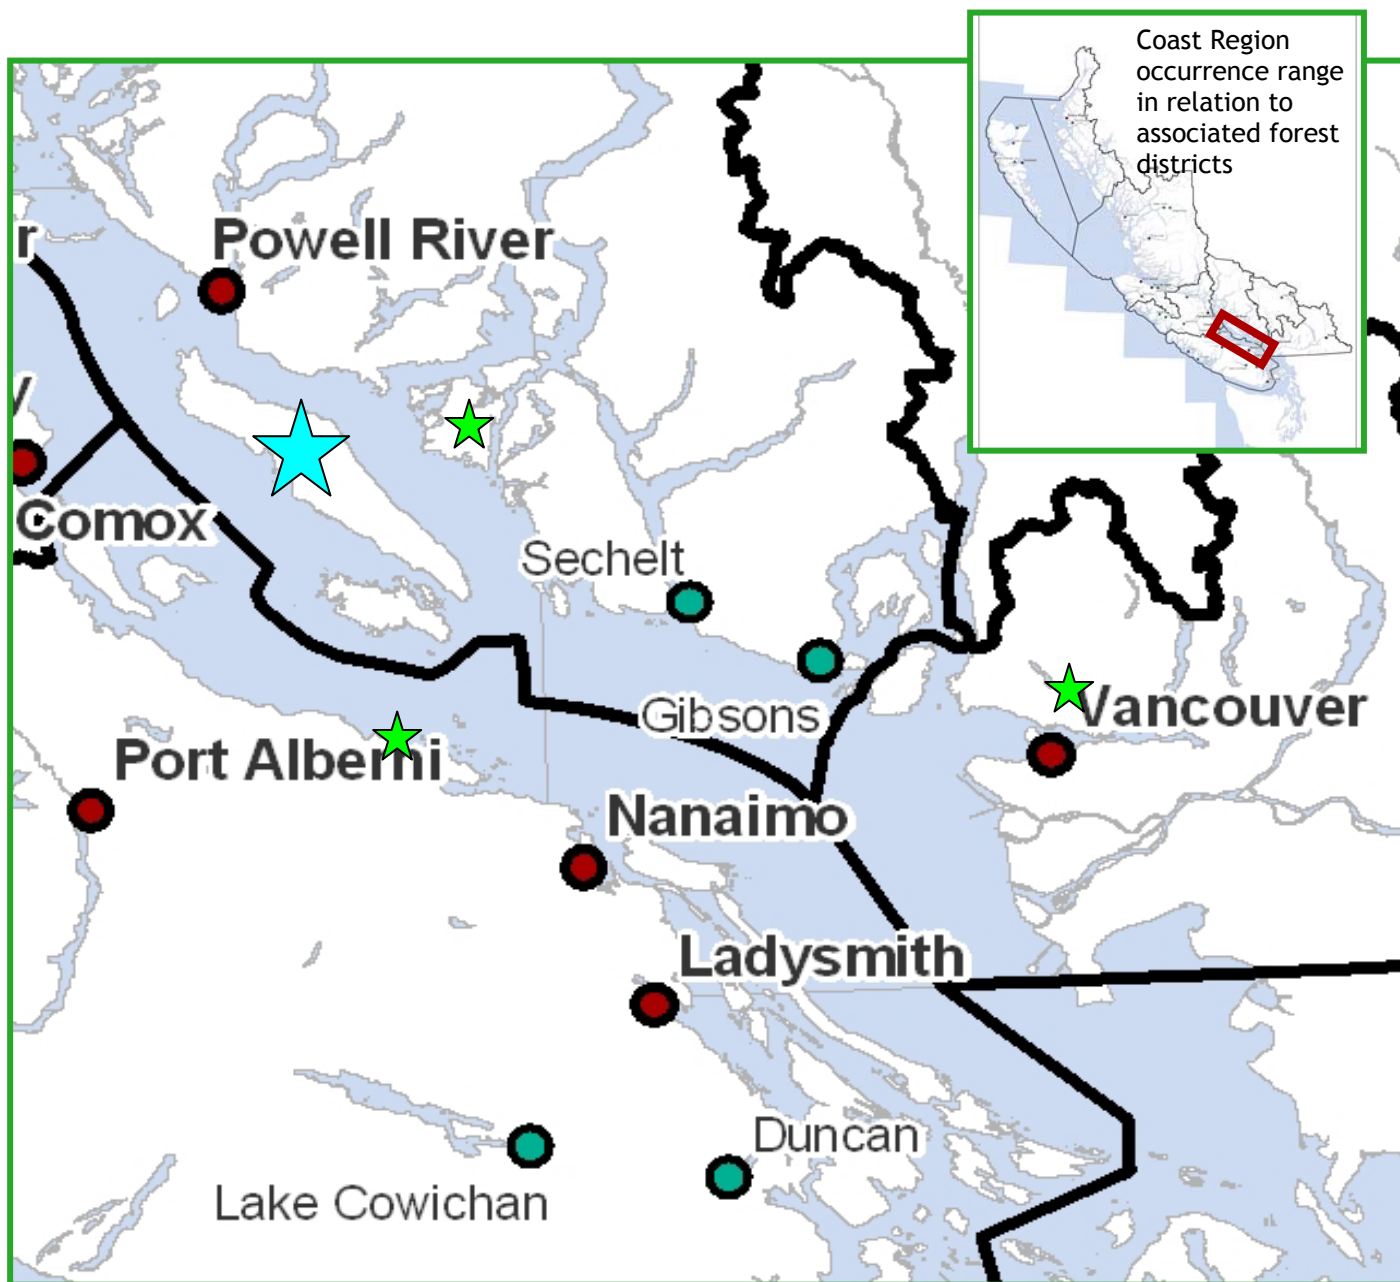 Coast Region
occurrence range
in relation to
associated forest
districts
r
Powell River
y
Comox
Sechelt
Gibsons
Vancouver
Port Alberni
Nanaimo
Ladysmith
Duncan
Lake Cowichan